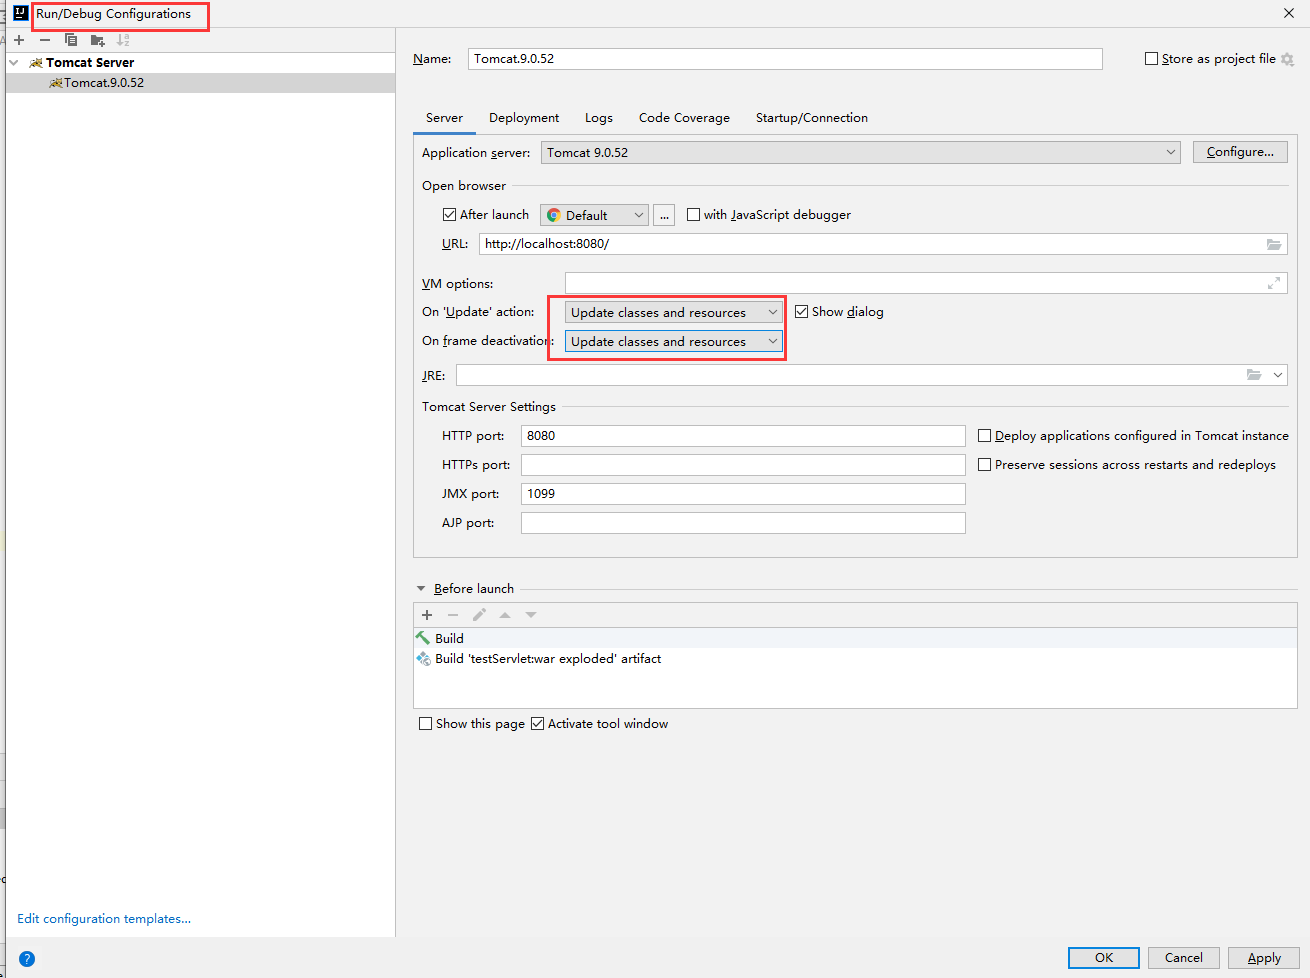 Run/Debug Configurations
Tomcat Server
Tomcat.9.0.52
Name: Tomcat.9.0.52 Store as project file
Server Deployment Logs Code Coverage Startup/Connection
Application server: Tomcat 9.0.52 Configure...
Open browser
After launch Default ... with JavaScript debugger
URL: http://localhost:8080/
VM options:
On 'Update' action: Update classes and resources Show dialog
On frame deactivation: Update classes and resources
JRE:
Tomcat Server Settings
HTTP port: 8080 Deploy applications configured in Tomcat instance
HTTPs port: Preserve sessions across restarts and redeploys
JMX port: 1099
AJP port:
Before launch
Build
Build 'testServlet:war exploded' artifact
Show this page Activate tool window
Edit configuration templates...
? OK Cancel Apply